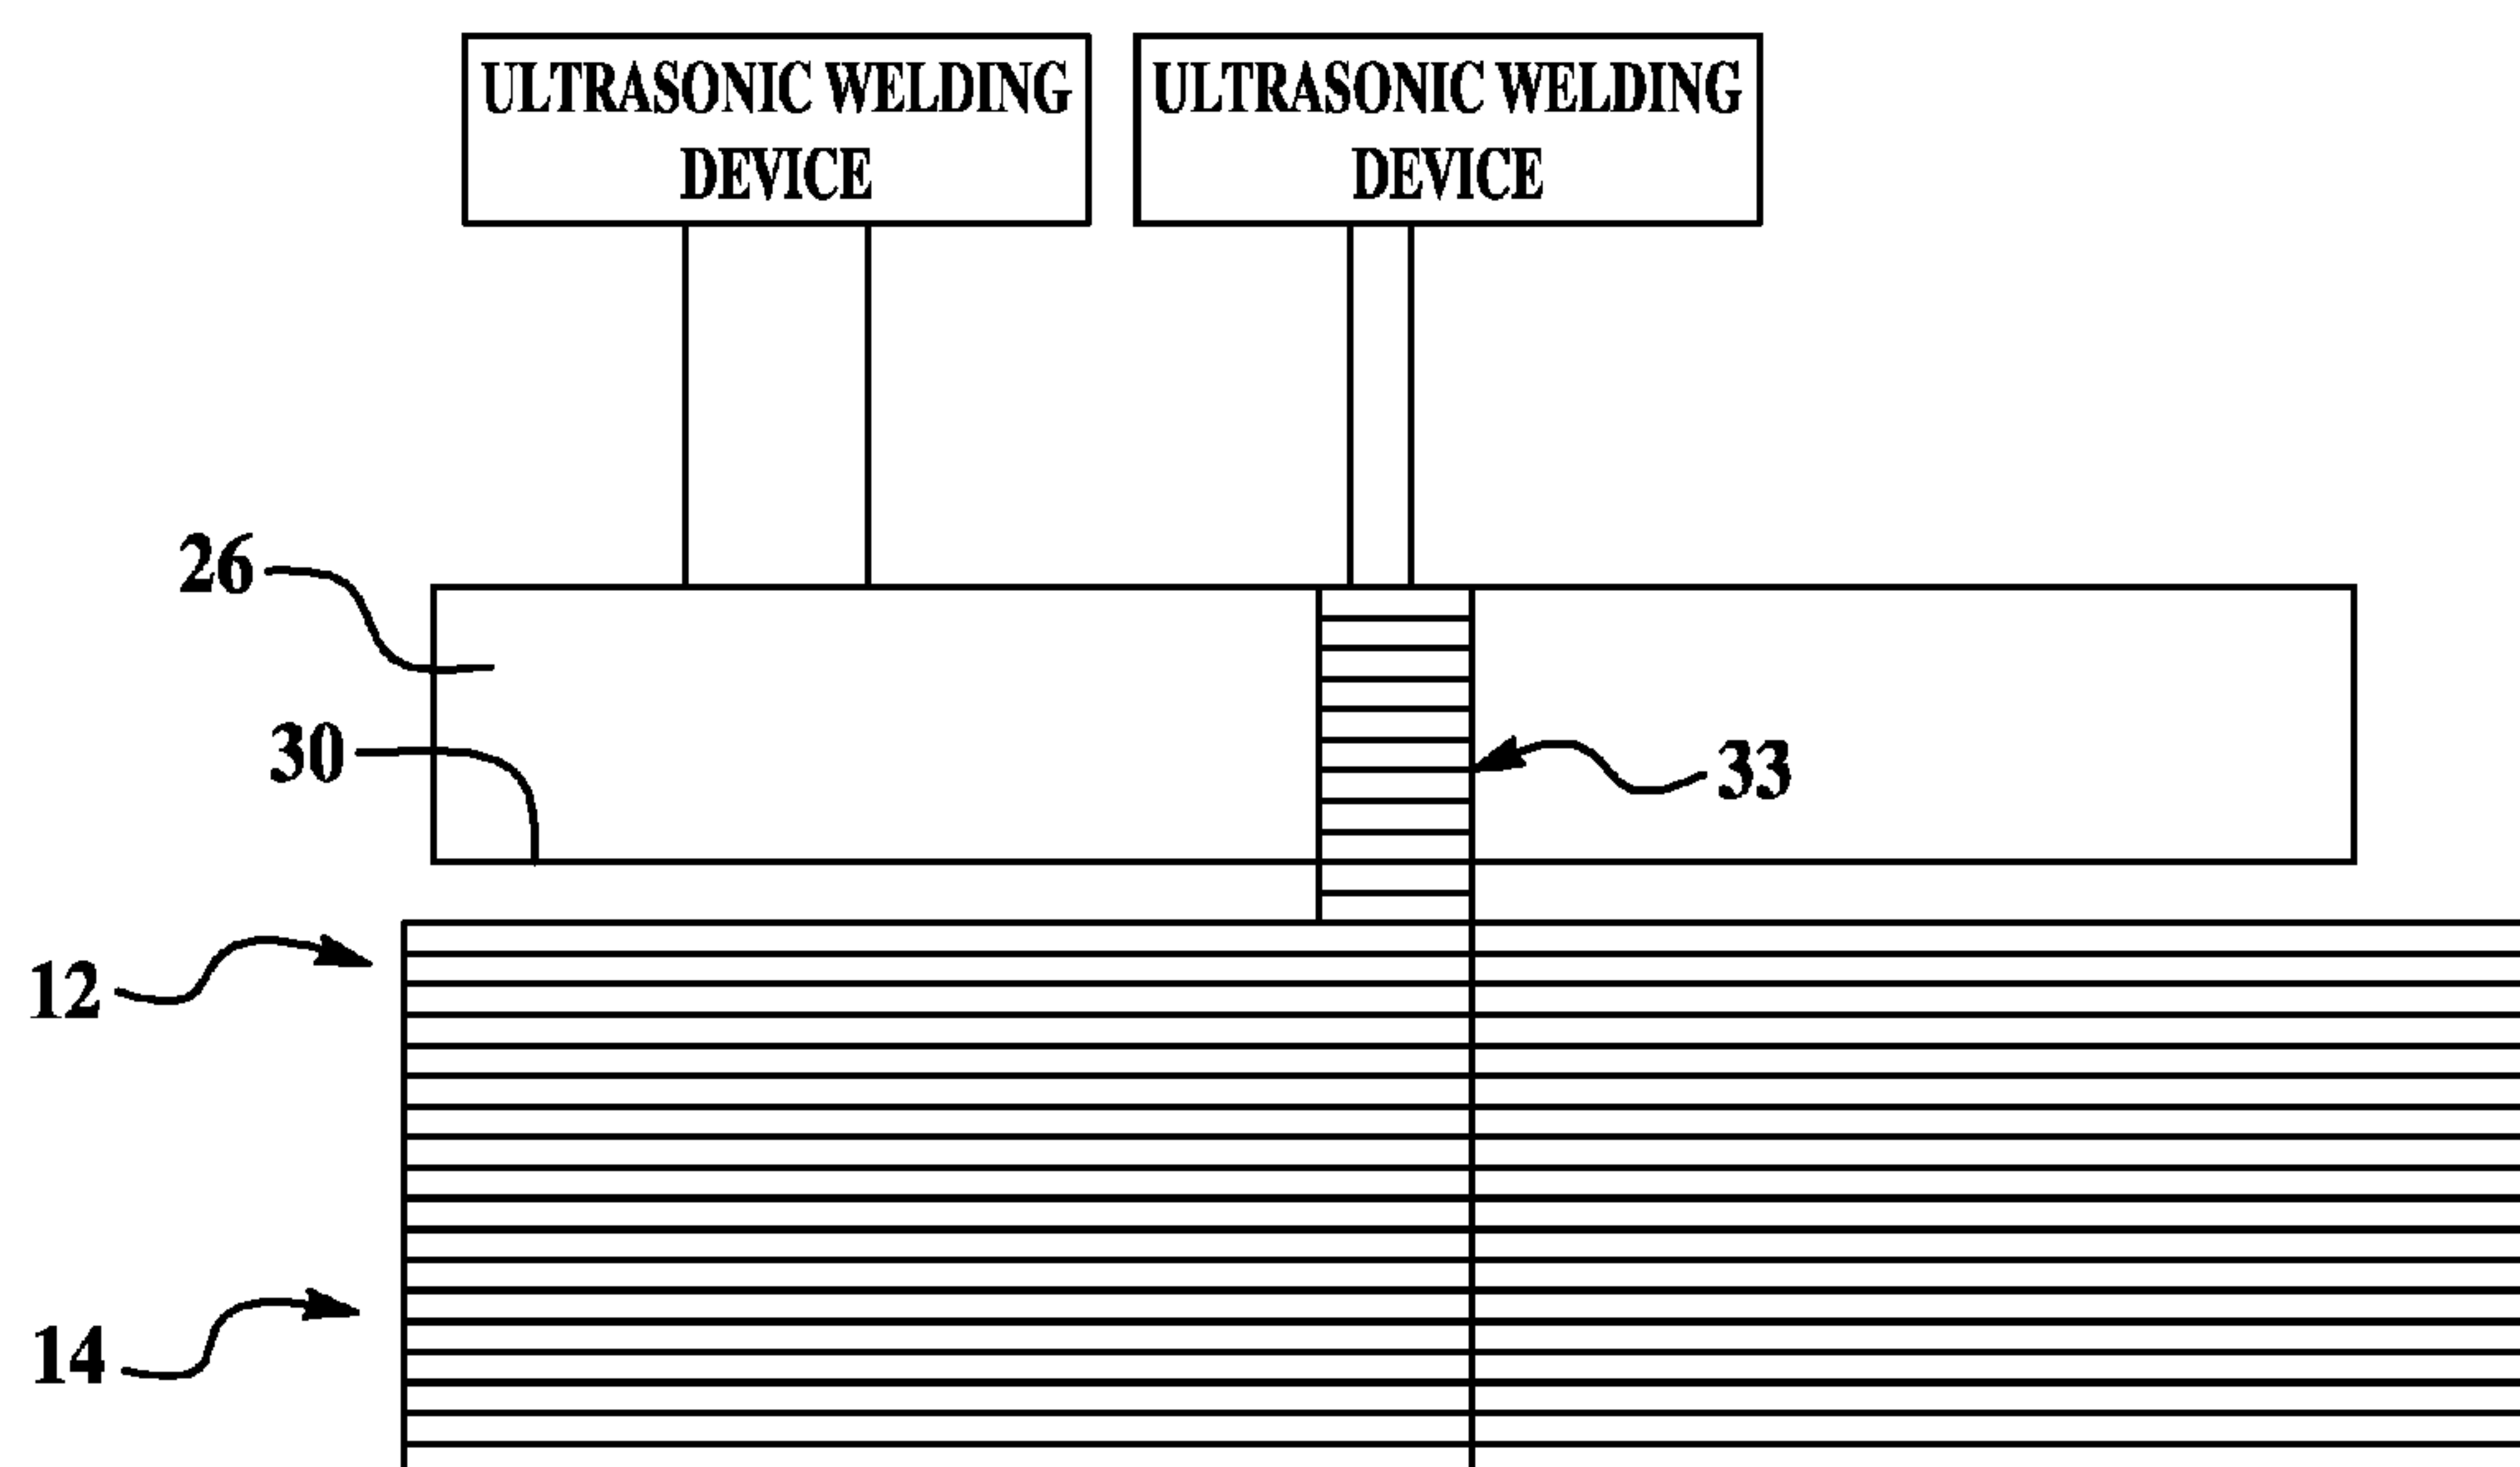 ULTRASONIC WELDING
DEVICE
ULTRASONIC WELDING
DEVICE
26
30
33
12
14